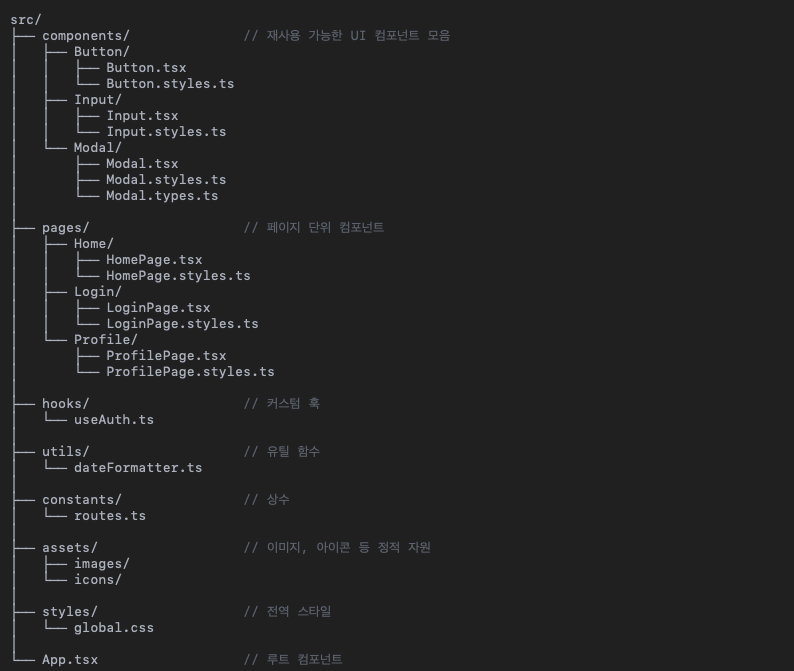 src/
├── components/ // 재사용 가능한 UI 컴포넌트 모음
│   ├── Button/
│   │   ├── Button.tsx
│   │   └── Button.styles.ts
│   ├── Input/
│   │   ├── Input.tsx
│   │   └── Input.styles.ts
│   └── Modal/
│       ├── Modal.tsx
│       ├── Modal.styles.ts
│       └── Modal.types.ts
│
├── pages/ // 페이지 단위 컴포넌트
│   ├── Home/
│   │   ├── HomePage.tsx
│   │   └── HomePage.styles.ts
│   ├── Login/
│   │   ├── LoginPage.tsx
│   │   └── LoginPage.styles.ts
│   └── Profile/
│       ├── ProfilePage.tsx
│       └── ProfilePage.styles.ts
│
├── hooks/ // 커스텀 훅
│   └── useAuth.ts
│
├── utils/ // 유틸 함수
│   └── dateFormatter.ts
│
├── constants/ // 상수
│   └── routes.ts
│
├── assets/ // 이미지, 아이콘 등 정적 자원
│   ├── images/
│   └── icons/
│
├── styles/ // 전역 스타일
│   └── global.css
│
└── App.tsx // 루트 컴포넌트